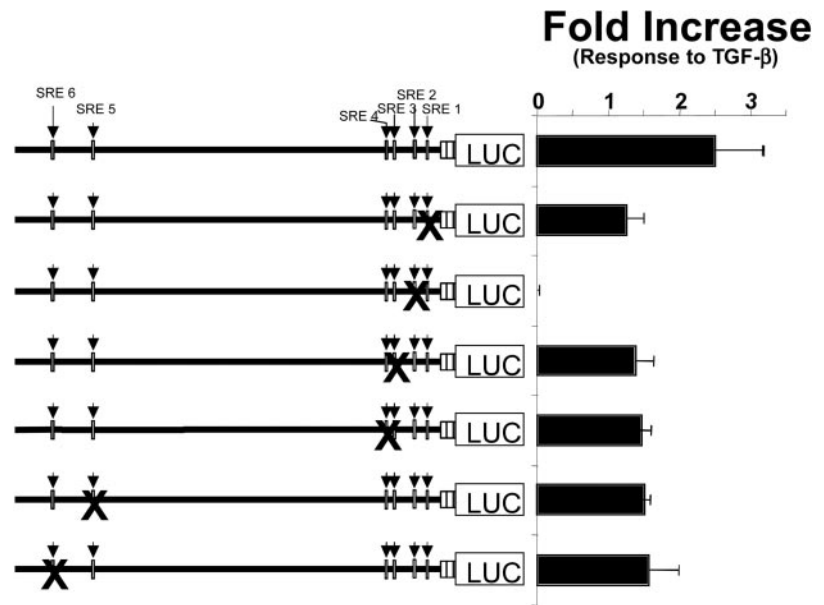 Fold Increase
(Response to TGF-β)
SRE 6
SRE 5
SRE 4
SRE 3
SRE 2
SRE 1
0 1 2 3
LUC
X LUC
X LUC
X LUC
X LUC
X LUC
X LUC